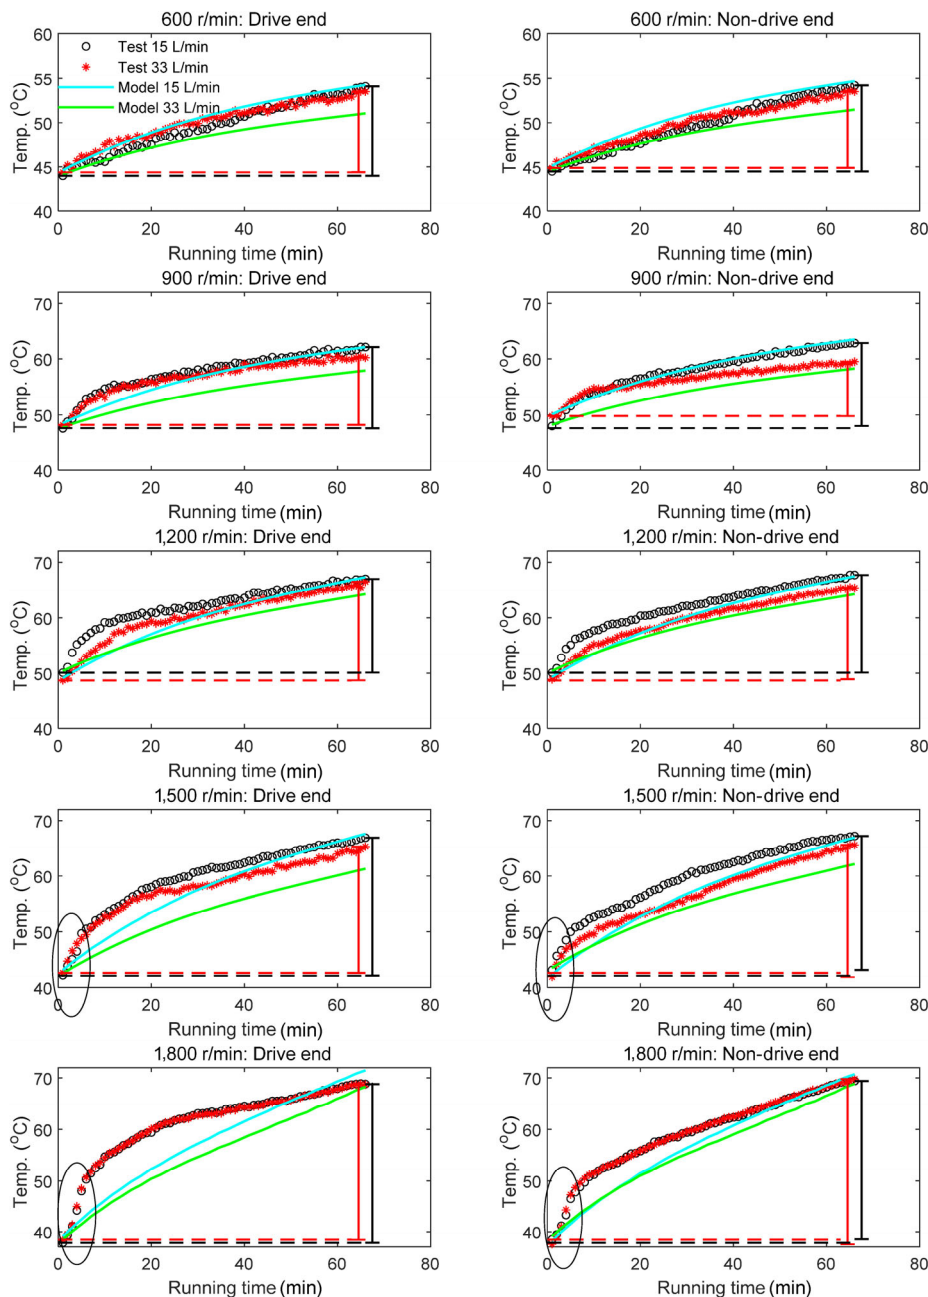 600 r/min: Drive end
60
55
50
45
40
Temp. (°C)
Test 15 L/min
Test 33 L/min
Model 15 L/min
Model 33 L/min
0 20 40 60 80
Running time (min)
600 r/min: Non-drive end
60
55
50
45
40
Temp. (°C)
0 20 40 60 80
Running time (min)
900 r/min: Drive end
70
60
50
40
Temp. (°C)
0 20 40 60 80
Running time (min)
900 r/min: Non-drive end
70
60
50
40
Temp. (°C)
0 20 40 60 80
Running time (min)
1,200 r/min: Drive end
70
60
50
40
Temp. (°C)
0 20 40 60 80
Running time (min)
1,200 r/min: Non-drive end
70
60
50
40
Temp. (°C)
0 20 40 60 80
Running time (min)
1,500 r/min: Drive end
70
60
50
40
Temp. (°C)
0 20 40 60 80
Running time (min)
1,500 r/min: Non-drive end
70
60
50
40
Temp. (°C)
0 20 40 60 80
Running time (min)
1,800 r/min: Drive end
70
60
50
40
Temp. (°C)
0 20 40 60 80
Running time (min)
1,800 r/min: Non-drive end
70
60
50
40
Temp. (°C)
0 20 40 60 80
Running time (min)